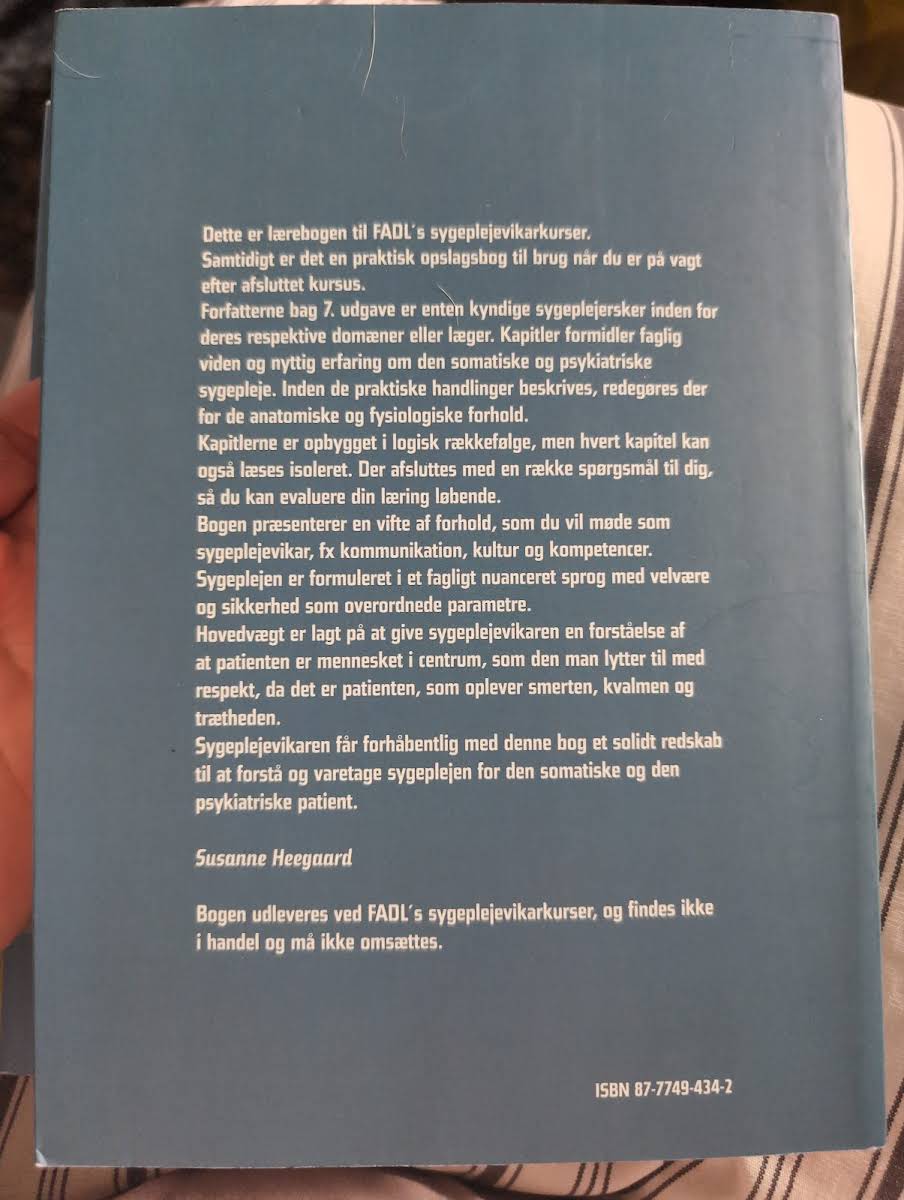 Dette er lærebogen til FADL´s sygeplejevikarkurser.
Samtidigt er det en praktisk opslagsbog til brug når du er på vagt
efter afsluttet kursus.
Forfatterne bag 7. udgave er enten kyndige sygeplejersker inden for
deres respektive domæner eller læger. Kapitler formidler faglig
viden og nyttig erfaring om den somatiske og psykiatriske
sygepleje. Inden de praktiske handlinger beskrives, redegøres der
for de anatomiske og fysiologiske forhold.
Kapitlerne er opbygget i logisk rækkefølge, men hvert kapitel kan
også læses isoleret. Der afsluttes med en række spørgsmål til dig,
så du kan evaluere din læring løbende.
Bogen præsenterer en vifte af forhold, som du vil møde som
sygeplejevikar, fx kommunikation, kultur og kompetencer.
Sygeplejen er formuleret i et fagligt nuanceret sprog med velvære
og sikkerhed som overordnede parametre.
Hovedvægt er lagt på at give sygeplejevikaren en forståelse af
at patienten er mennesket i centrum, som den man lytter til med
respekt, da det er patienten, som oplever smerten, kvalmen og
trætheden.
Sygeplejevikaren får forhåbentlig med denne bog et solidt redskab
til at forstå og varetage sygeplejen for den somatiske og den
psykiatriske patient.
Susanne Heegaard
Bogen udleveres ved FADL´s sygeplejevikarkurser, og findes ikke
i handel og må ikke omsættes.
ISBN 87-7749-434-2